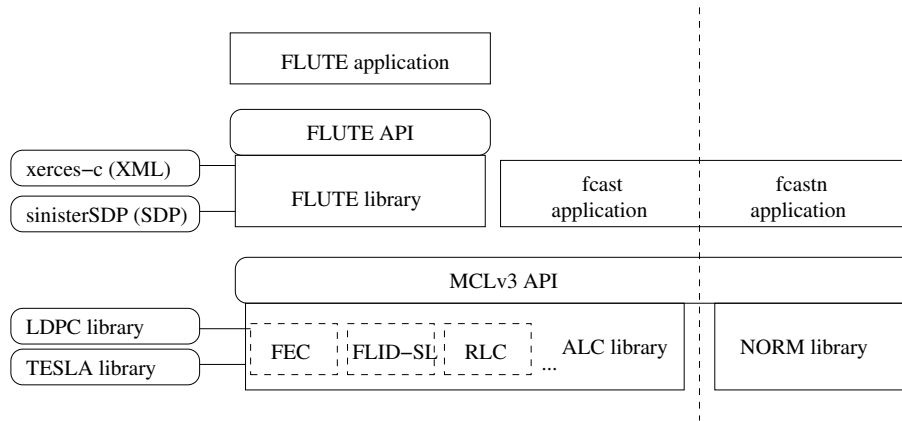 FLUTE application
FLUTE API
xerces−c (XML)
FLUTE library
sinisterSDP (SDP)
fcast
application
fcastn
application
MCLv3 API
LDPC library
TESLA library
FEC
FLID−SL
RLC
...
ALC library
NORM library